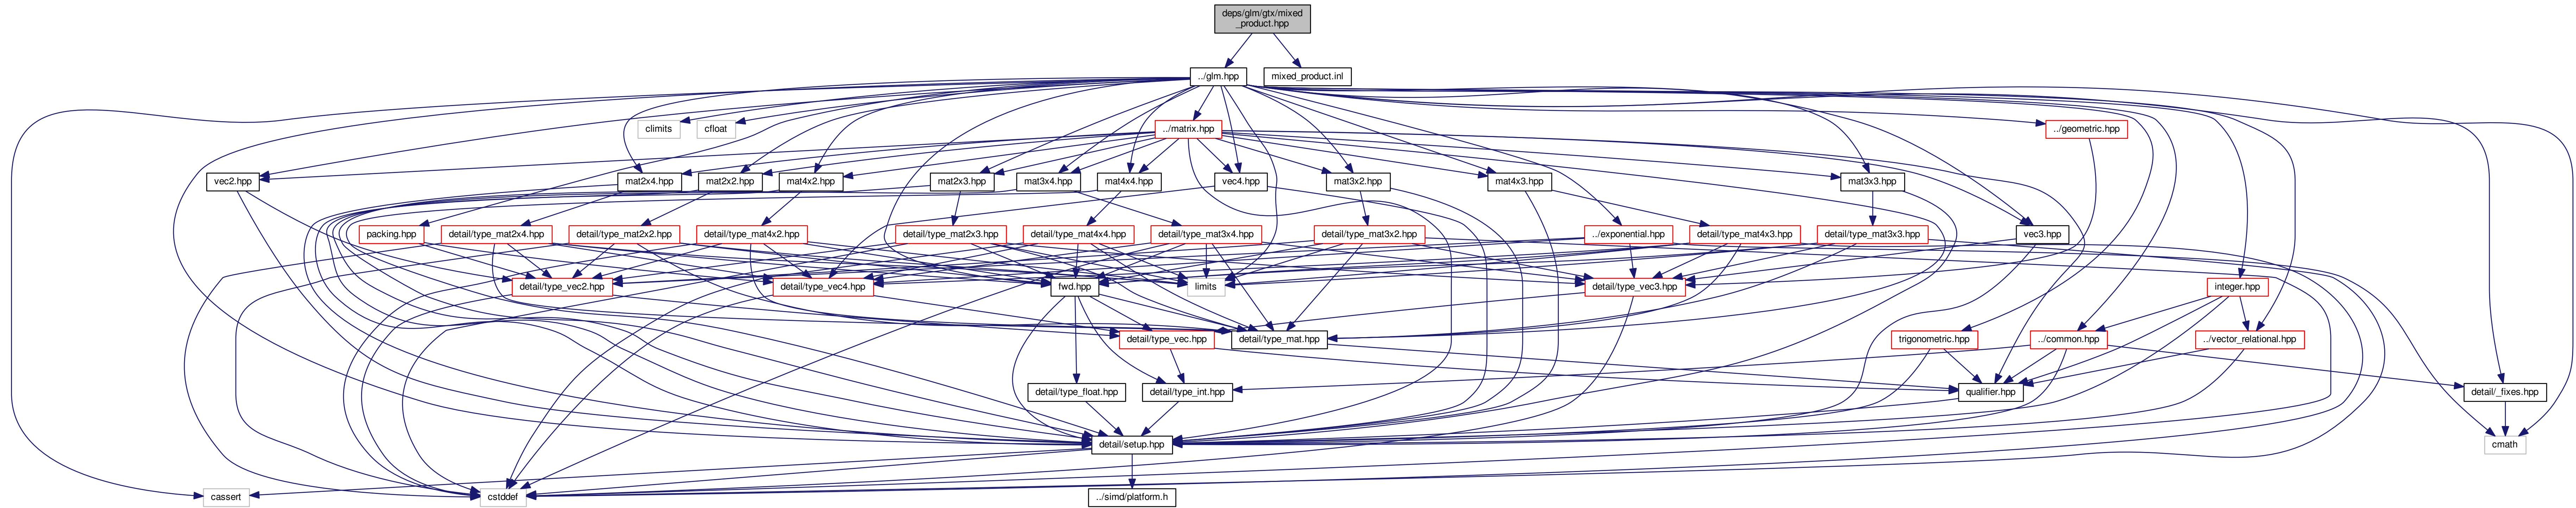 deps/glm/gtx/mixed
_product.hpp
../glm.hpp
mixed_product.inl
climits
cfloat
../matrix.hpp
../geometric.hpp
vec2.hpp
mat2x4.hpp
mat2x2.hpp
mat4x2.hpp
mat2x3.hpp
mat3x4.hpp
mat4x4.hpp
vec4.hpp
mat3x2.hpp
mat4x3.hpp
mat3x3.hpp
packing.hpp
detail/type_mat2x4.hpp
detail/type_mat2x2.hpp
detail/type_mat4x2.hpp
detail/type_mat2x3.hpp
detail/type_mat4x4.hpp
detail/type_mat3x4.hpp
detail/type_mat3x2.hpp
../exponential.hpp
detail/type_mat4x3.hpp
detail/type_mat3x3.hpp
vec3.hpp
detail/type_vec2.hpp
detail/type_vec4.hpp
fwd.hpp
limits
detail/type_vec3.hpp
integer.hpp
detail/type_vec.hpp
detail/type_mat.hpp
trigonometric.hpp
../common.hpp
../vector_relational.hpp
detail/type_float.hpp
detail/type_int.hpp
qualifier.hpp
detail/_fixes.hpp
detail/setup.hpp
cmath
cassert
cstddef
../simd/platform.h